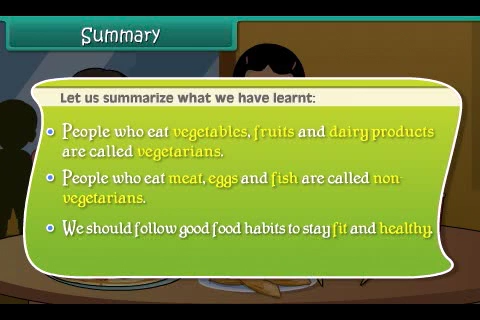 Summary
Let us summarize what we have learnt:
People who eat vegetables, fruits and dairy products
are called vegetarians.
People who eat meat, eggs and fish are called non-
vegetarians.
We should follow good food habits to stay fit and healthy.